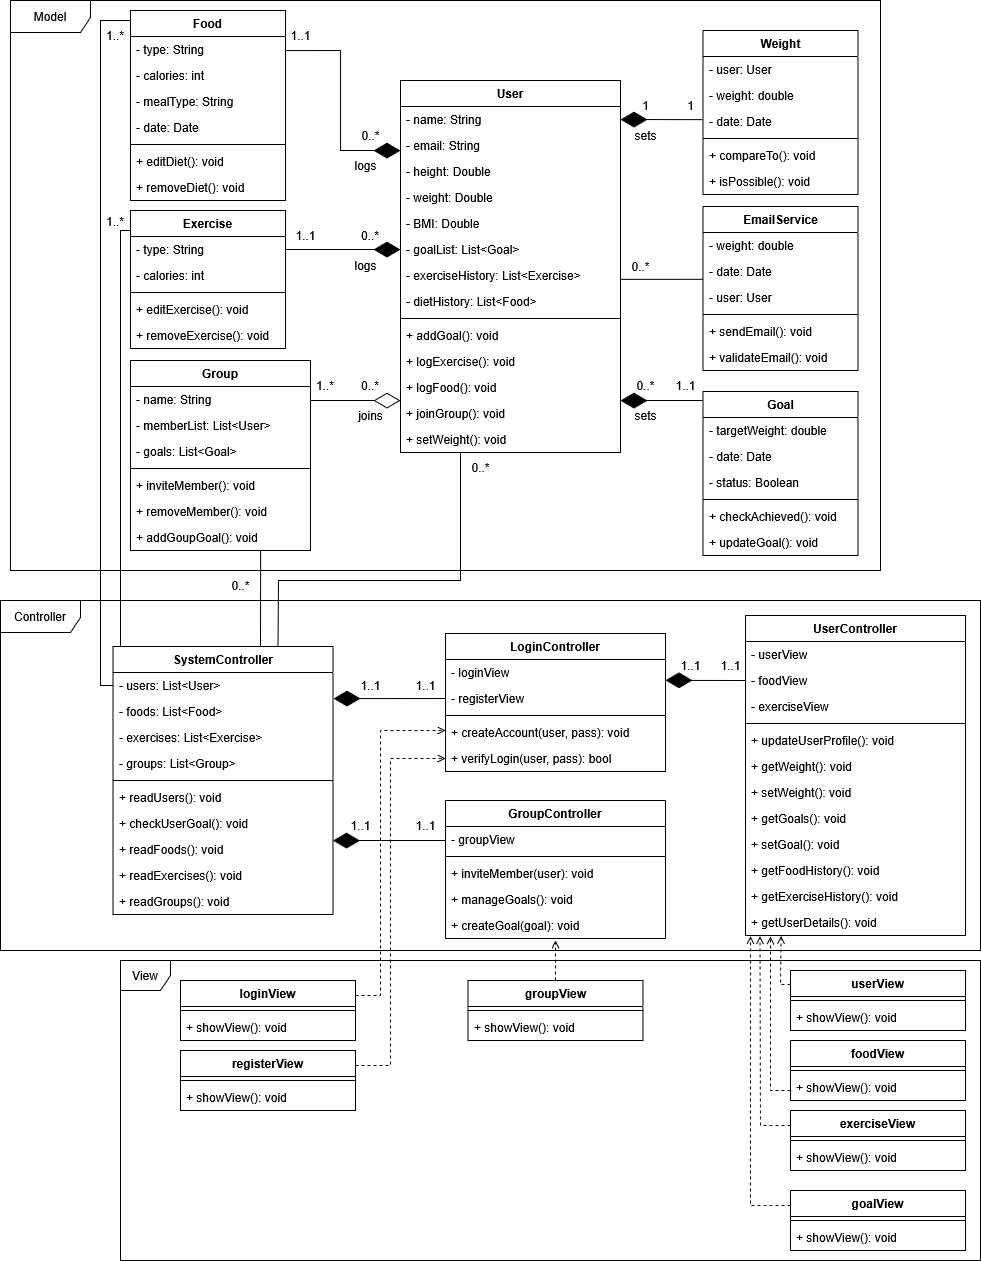 Model
Food
- type: String
- calories: int
- mealType: String
- date: Date
+ editDiet(): void
+ removeDiet(): void
1..*
1..1
0..*
logs
Exercise
- type: String
- calories: int
+ editExercise(): void
+ removeExercise(): void
1..*
1..1
0..*
logs
Group
- name: String
- memberList: List<User>
- goals: List<Goal>
+ inviteMember(): void
+ removeMember(): void
+ addGoupGoal(): void
1..*
0..*
joins
0..*
User
- name: String
- email: String
- height: Double
- weight: Double
- BMI: Double
- goalList: List<Goal>
- exerciseHistory: List<Exercise>
- dietHistory: List<Food>
+ addGoal(): void
+ logExercise(): void
+ logFood(): void
+ joinGroup(): void
+ setWeight(): void
0..*
1
1
sets
Weight
- user: User
- weight: double
- date: Date
+ compareTo(): void
+ isPossible(): void
0..*
EmailService
- weight: double
- date: Date
- user: User
+ sendEmail(): void
+ validateEmail(): void
0..*
1..1
sets
Goal
- targetWeight: double
- date: Date
- status: Boolean
+ checkAchieved(): void
+ updateGoal(): void
Controller
SystemController
- users: List<User>
- foods: List<Food>
- exercises: List<Exercise>
- groups: List<Group>
+ readUsers(): void
+ checkUserGoal(): void
+ readFoods(): void
+ readExercises(): void
+ readGroups(): void
1..1
1..1
LoginController
- loginView
- registerView
+ createAccount(user, pass): void
+ verifyLogin(user, pass): bool
1..1
1..1
GroupController
- groupView
+ inviteMember(user): void
+ manageGoals(): void
+ createGoal(goal): void
1..1
1..1
UserController
- userView
- foodView
- exerciseView
+ updateUserProfile(): void
+ getWeight(): void
+ setWeight(): void
+ getGoals(): void
+ setGoal(): void
+ getFoodHistory(): void
+ getExerciseHistory(): void
+ getUserDetails(): void
View
loginView
+ showView(): void
registerView
+ showView(): void
groupView
+ showView(): void
userView
+ showView(): void
foodView
+ showView(): void
exerciseView
+ showView(): void
goalView
+ showView(): void